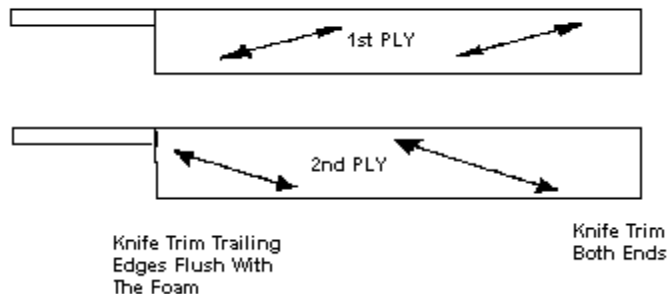 1st PLY
2nd PLY
Knife Trim Trailing
Edges Flush With
The Foam
Knife Trim
Both Ends